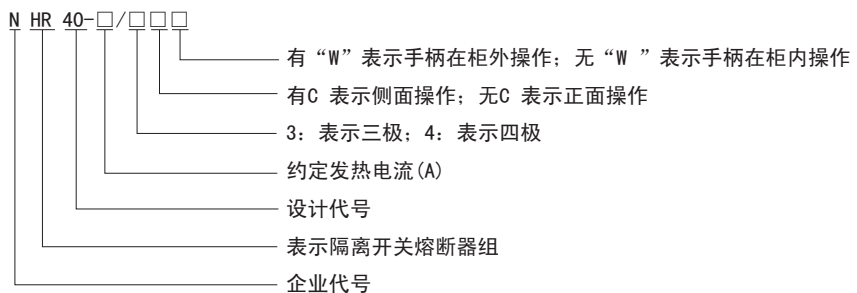 N HR 40-□/□□□
有“W”表示手柄在柜外操作；无“W ”表示手柄在柜内操作
有C 表示侧面操作；无C 表示正面操作
3：表示三极；4：表示四极
约定发热电流(A)
设计代号
表示隔离开关熔断器组
企业代号